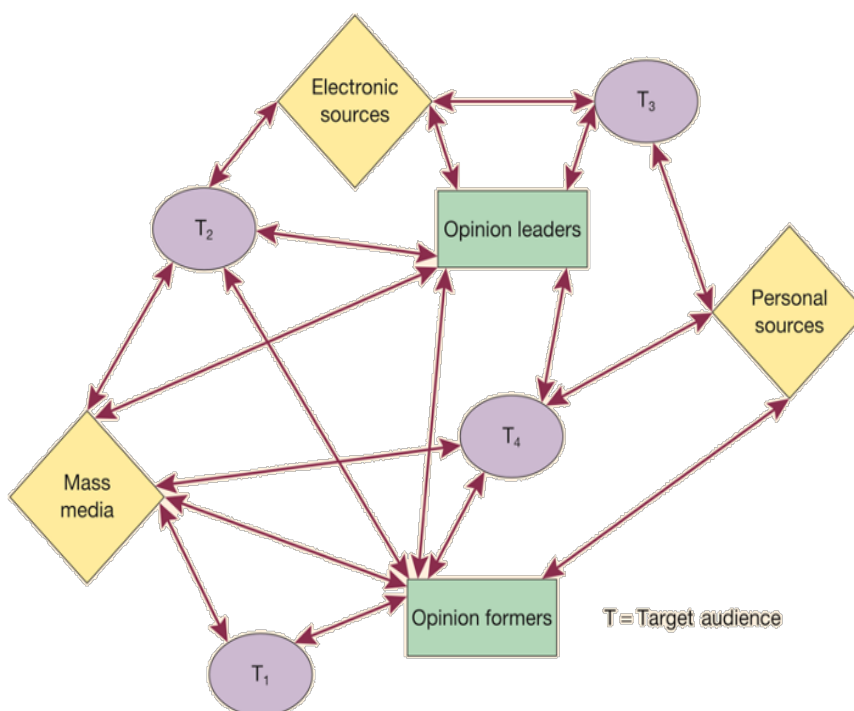 Electronic
sources
T₃
T₂
Opinion leaders
Personal
sources
T₄
Mass
media
Opinion formers
T = Target audience
T₁